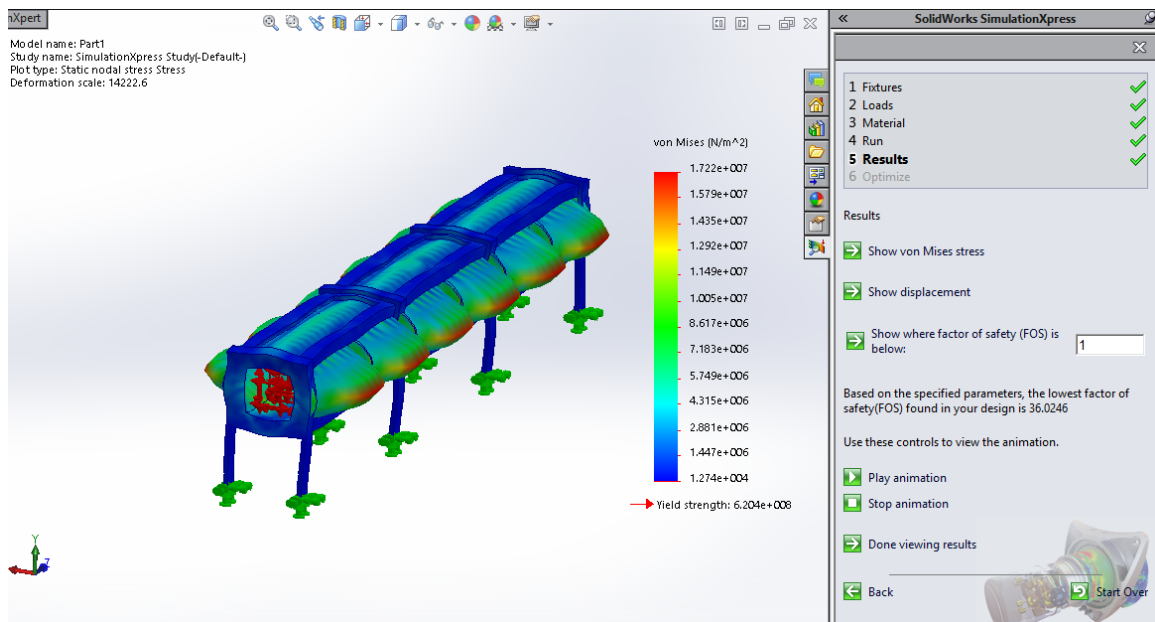 nXpert
Model name: Part1
Study name: SimulationXpress Study(-Default-)
Plot type: Static nodal stress Stress
Deformation scale: 14222.6
von Mises (N/m^2)
1.722e+007
1.579e+007
1.435e+007
1.292e+007
1.149e+007
1.005e+007
8.617e+006
7.183e+006
5.749e+006
4.315e+006
2.881e+006
1.447e+006
1.274e+004
Yield strength: 6.204e+008
Y
Z
« SolidWorks SimulationXpress
1 Fixtures
2 Loads
3 Material
4 Run
5 Results
6 Optimize
Results
Show von Mises stress
Show displacement
Show where factor of safety (FOS) is
below:
1
Based on the specified parameters, the lowest factor of
safety(FOS) found in your design is 36.0246
Use these controls to view the animation.
Play animation
Stop animation
Done viewing results
Back
Start Over